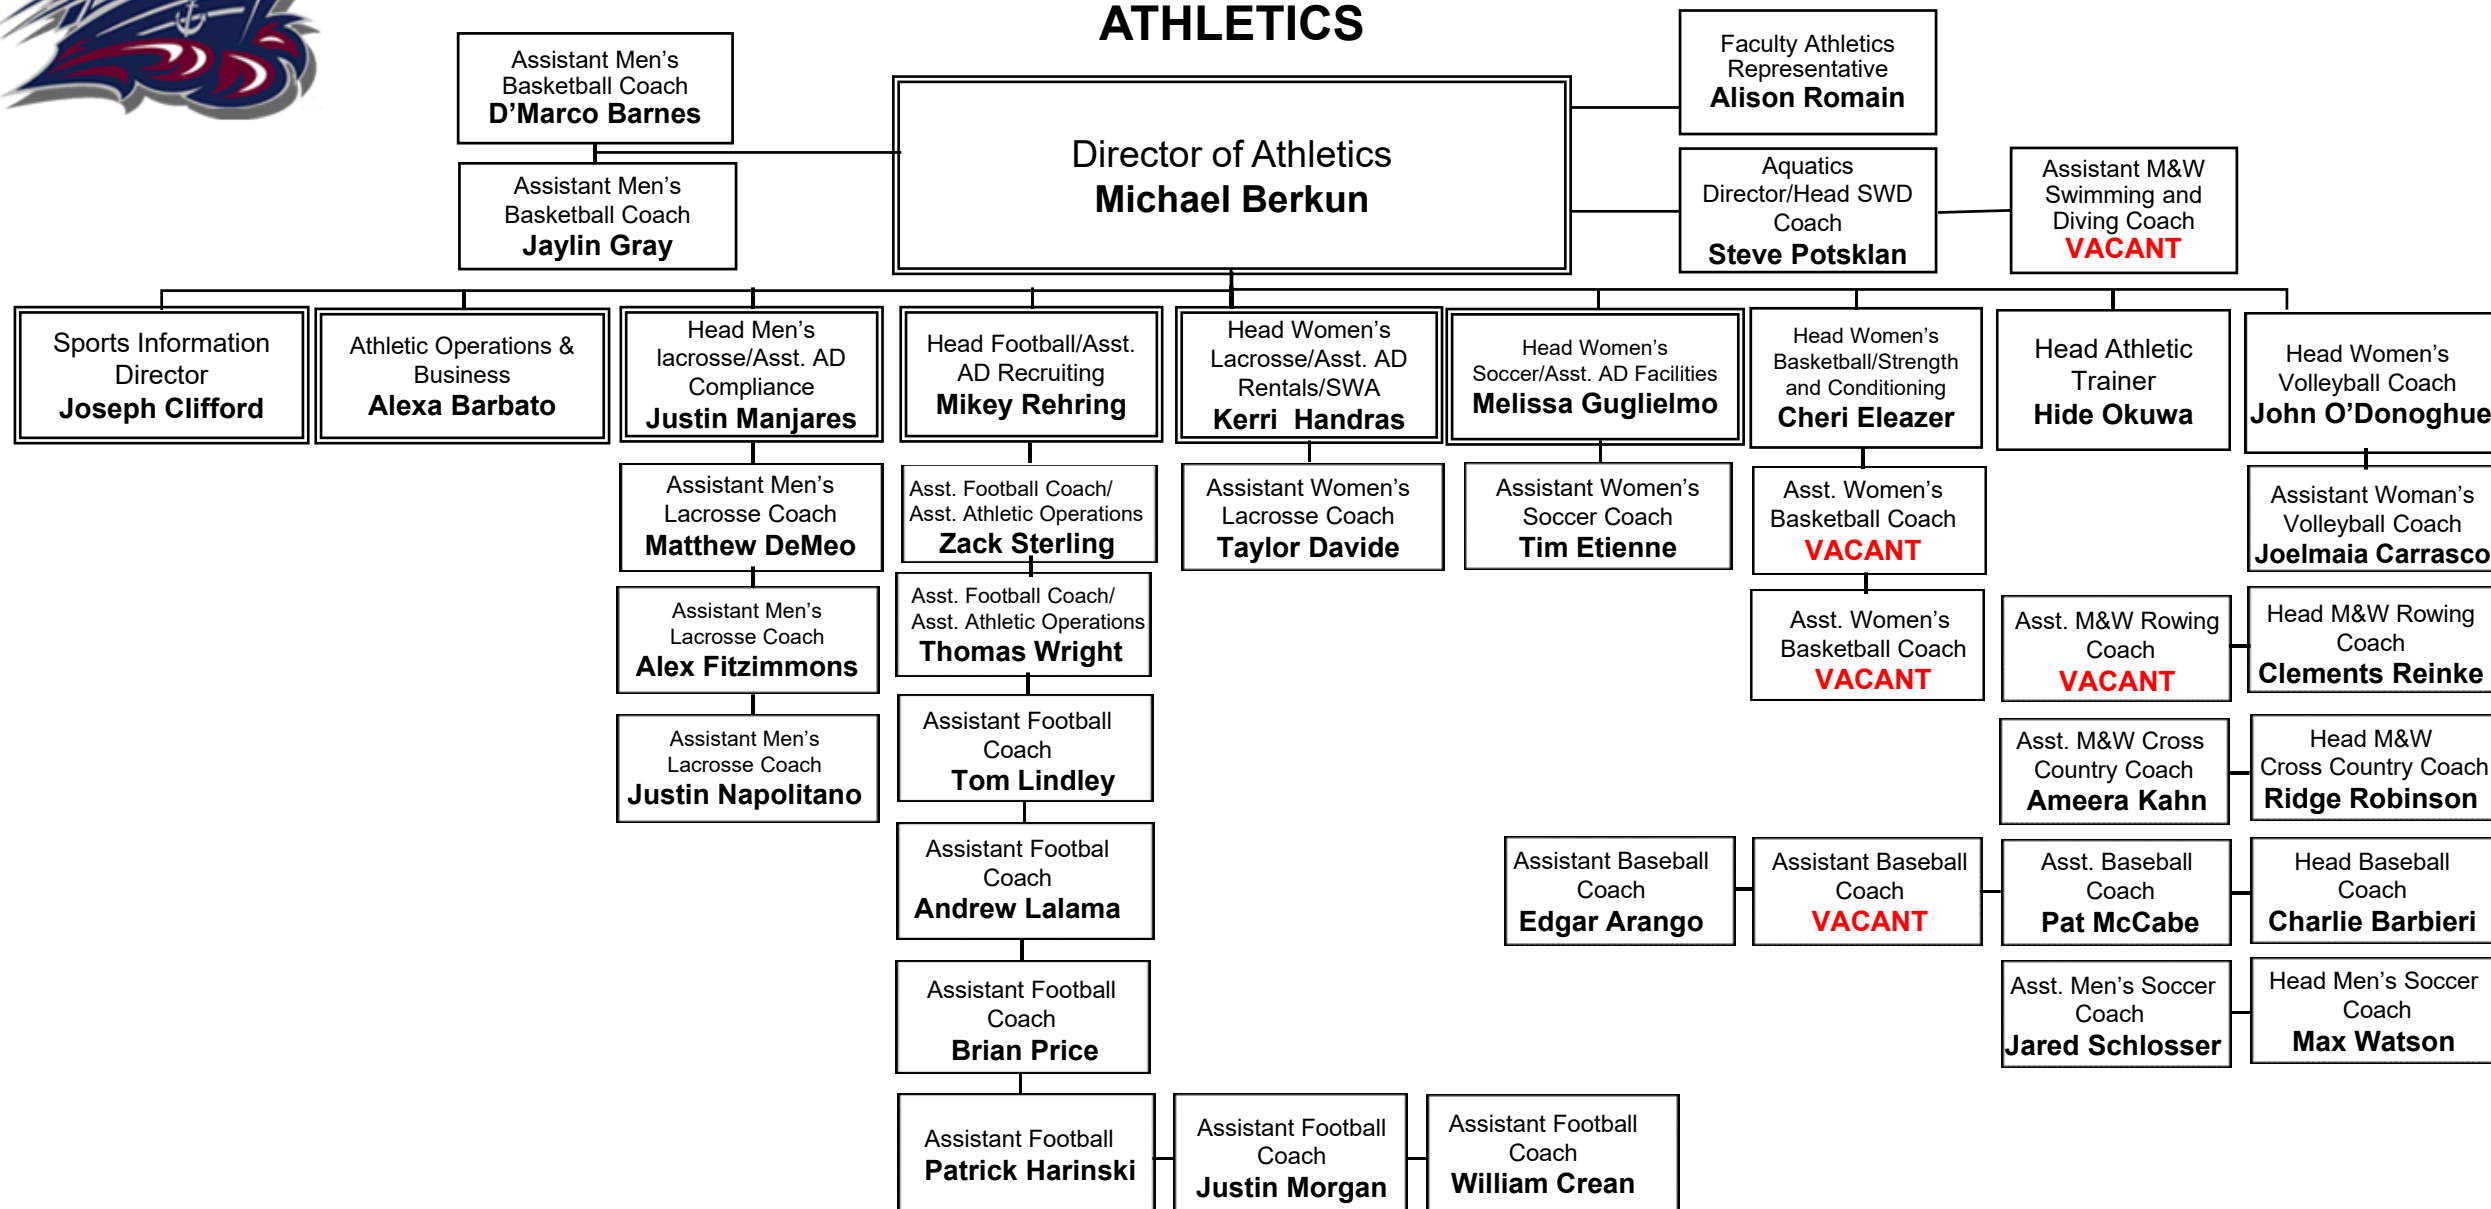 ATHLETICS
Assistant Men’s
Basketball Coach
D’Marco Barnes
Assistant Men’s
Basketball Coach
Jaylin Gray
Director of Athletics
Michael Berkun
Faculty Athletics
Representative
Alison Romain
Aquatics
Director/Head SWD
Coach
Steve Potsklan
Assistant M&W
Swimming and
Diving Coach
VACANT
Sports Information
Director
Joseph Clifford
Athletic Operations &
Business
Alexa Barbato
Head Men’s
lacrosse/Asst. AD
Compliance
Justin Manjares
Head Football/Asst.
AD Recruiting
Mikey Rehring
Head Women’s
Lacrosse/Asst. AD
Rentals/SWA
Kerri Handras
Head Women’s
Soccer/Asst. AD Facilities
Melissa Guglielmo
Head Women’s
Basketball/Strength
and Conditioning
Cheri Eleazer
Head Athletic
Trainer
Hide Okuwa
Head Women’s
Volleyball Coach
John O’Donoghue
Assistant Men’s
Lacrosse Coach
Matthew DeMeo
Asst. Football Coach/
Asst. Athletic Operations
Zack Sterling
Assistant Women’s
Lacrosse Coach
Taylor Davide
Assistant Women’s
Soccer Coach
Tim Etienne
Asst. Women’s
Basketball Coach
VACANT
Assistant Woman’s
Volleyball Coach
Joelmaia Carrasco
Assistant Men’s
Lacrosse Coach
Alex Fitzimmons
Asst. Football Coach/
Asst. Athletic Operations
Thomas Wright
Asst. Women’s
Basketball Coach
VACANT
Asst. M&W Rowing
Coach
VACANT
Head M&W Rowing
Coach
Clements Reinke
Assistant Men’s
Lacrosse Coach
Justin Napolitano
Assistant Football
Coach
Tom Lindley
Asst. M&W Cross
Country Coach
Ameera Kahn
Head M&W
Cross Country Coach
Ridge Robinson
Assistant Footbal
Coach
Andrew Lalama
Assistant Baseball
Coach
Edgar Arango
Assistant Baseball
Coach
VACANT
Asst. Baseball
Coach
Pat McCabe
Head Baseball
Coach
Charlie Barbieri
Assistant Football
Coach
Brian Price
Asst. Men’s Soccer
Coach
Jared Schlosser
Head Men’s Soccer
Coach
Max Watson
Assistant Football
Patrick Harinski
Assistant Football
Coach
Justin Morgan
Assistant Football
Coach
William Crean